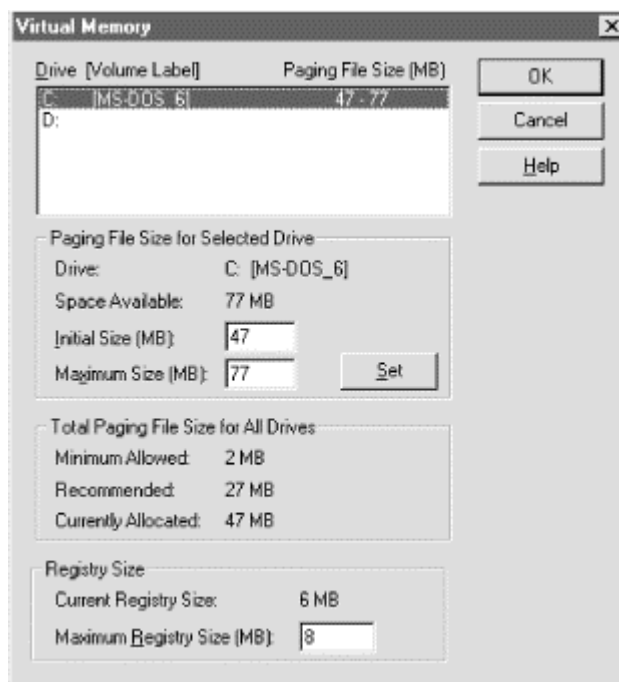 Virtual Memory
Drive [Volume Label] Paging File Size (MB)
C: [MS-DOS_6] 47 - 77
D:
OK
Cancel
Help
Paging File Size for Selected Drive
Drive: C: [MS-DOS_6]
Space Available: 77 MB
Initial Size (MB): 47
Maximum Size (MB): 77
Set
Total Paging File Size for All Drives
Minimum Allowed: 2 MB
Recommended: 27 MB
Currently Allocated: 47 MB
Registry Size
Current Registry Size: 6 MB
Maximum Registry Size (MB): 8